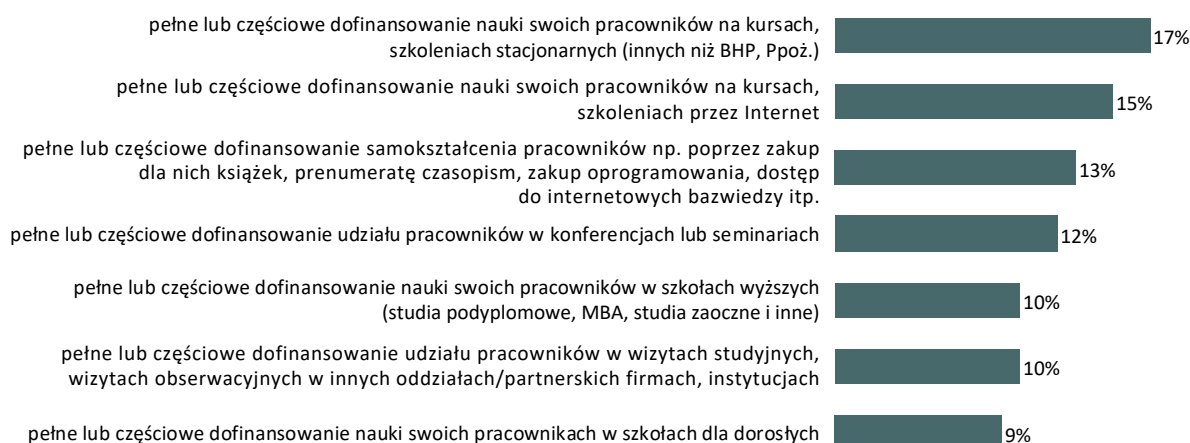 pełne lub częściowe dofinansowanie nauki swoich pracowników na kursach,
szkoleniach stacjonarnych (innych niż BHP, Ppoż.)
17%
pełne lub częściowe dofinansowanie nauki swoich pracowników na kursach,
szkoleniach przez Internet
15%
pełne lub częściowe dofinansowanie samokształcenia pracowników np. poprzez zakup
dla nich książek, prenumeratę czasopism, zakup oprogramowania, dostęp
do internetowych bazwiedzy itp.
13%
pełne lub częściowe dofinansowanie udziału pracowników w konferencjach lub seminariach
12%
pełne lub częściowe dofinansowanie nauki swoich pracowników w szkołach wyższych
(studia podyplomowe, MBA, studia zaoczne i inne)
10%
pełne lub częściowe dofinansowanie udziału pracowników w wizytach studyjnych,
wizytach obserwacyjnych w innych oddziałach/partnerskich firmach, instytucjach
10%
pełne lub częściowe dofinansowanie nauki swoich pracownikach w szkołach dla dorosłych
9%